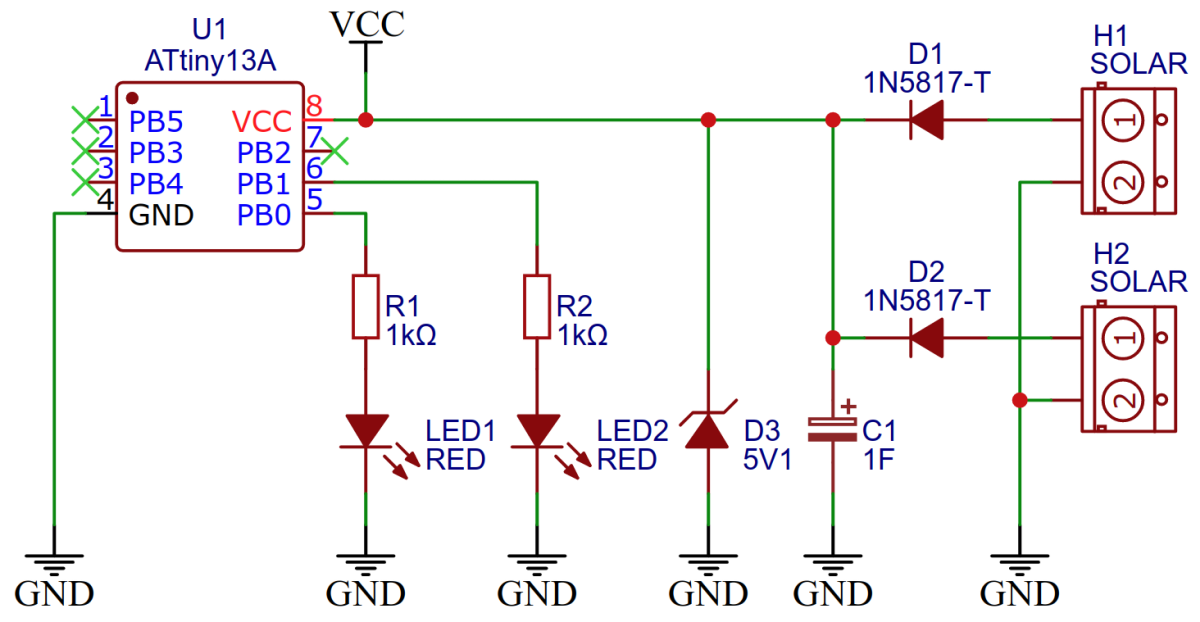 VCC
U1
ATtiny13A
1 PB5
2 PB3
3 PB4
4 GND
VCC 8
PB2 7
PB1 6
PB0 5
D1
1N5817-T
H1
SOLAR
1
2
D2
1N5817-T
H2
SOLAR
1
2
R1
1kΩ
R2
1kΩ
LED1
RED
LED2
RED
D3
5V1
+
C1
1F
GND
GND
GND
GND
GND
GND